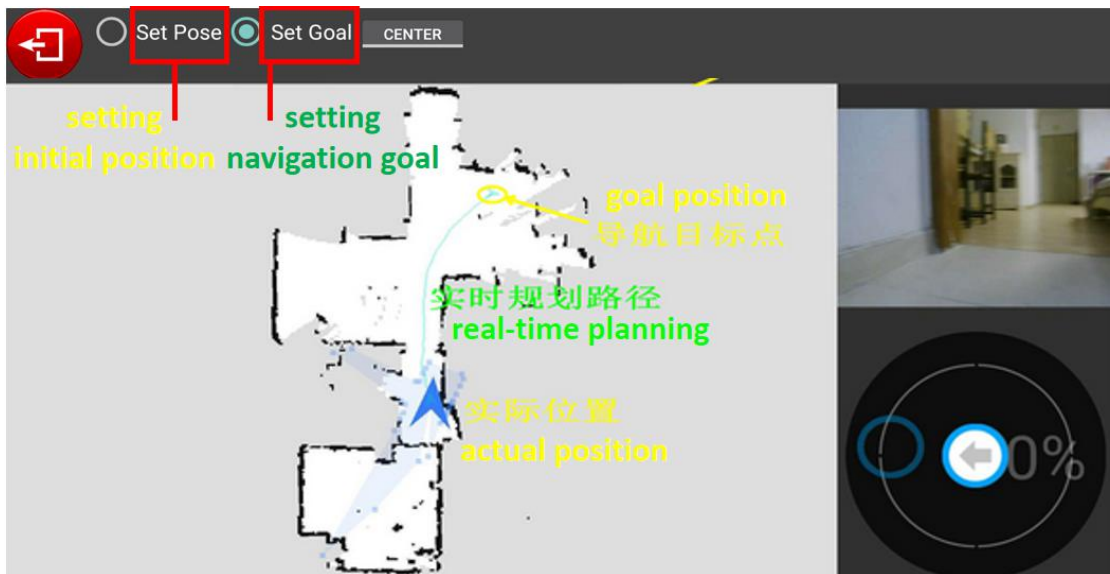 Set Pose Set Goal CENTER
setting
initial position
setting
navigation goal
goal position
导航目标点
实时规划路径
real-time planning
实际位置
actual position
0%